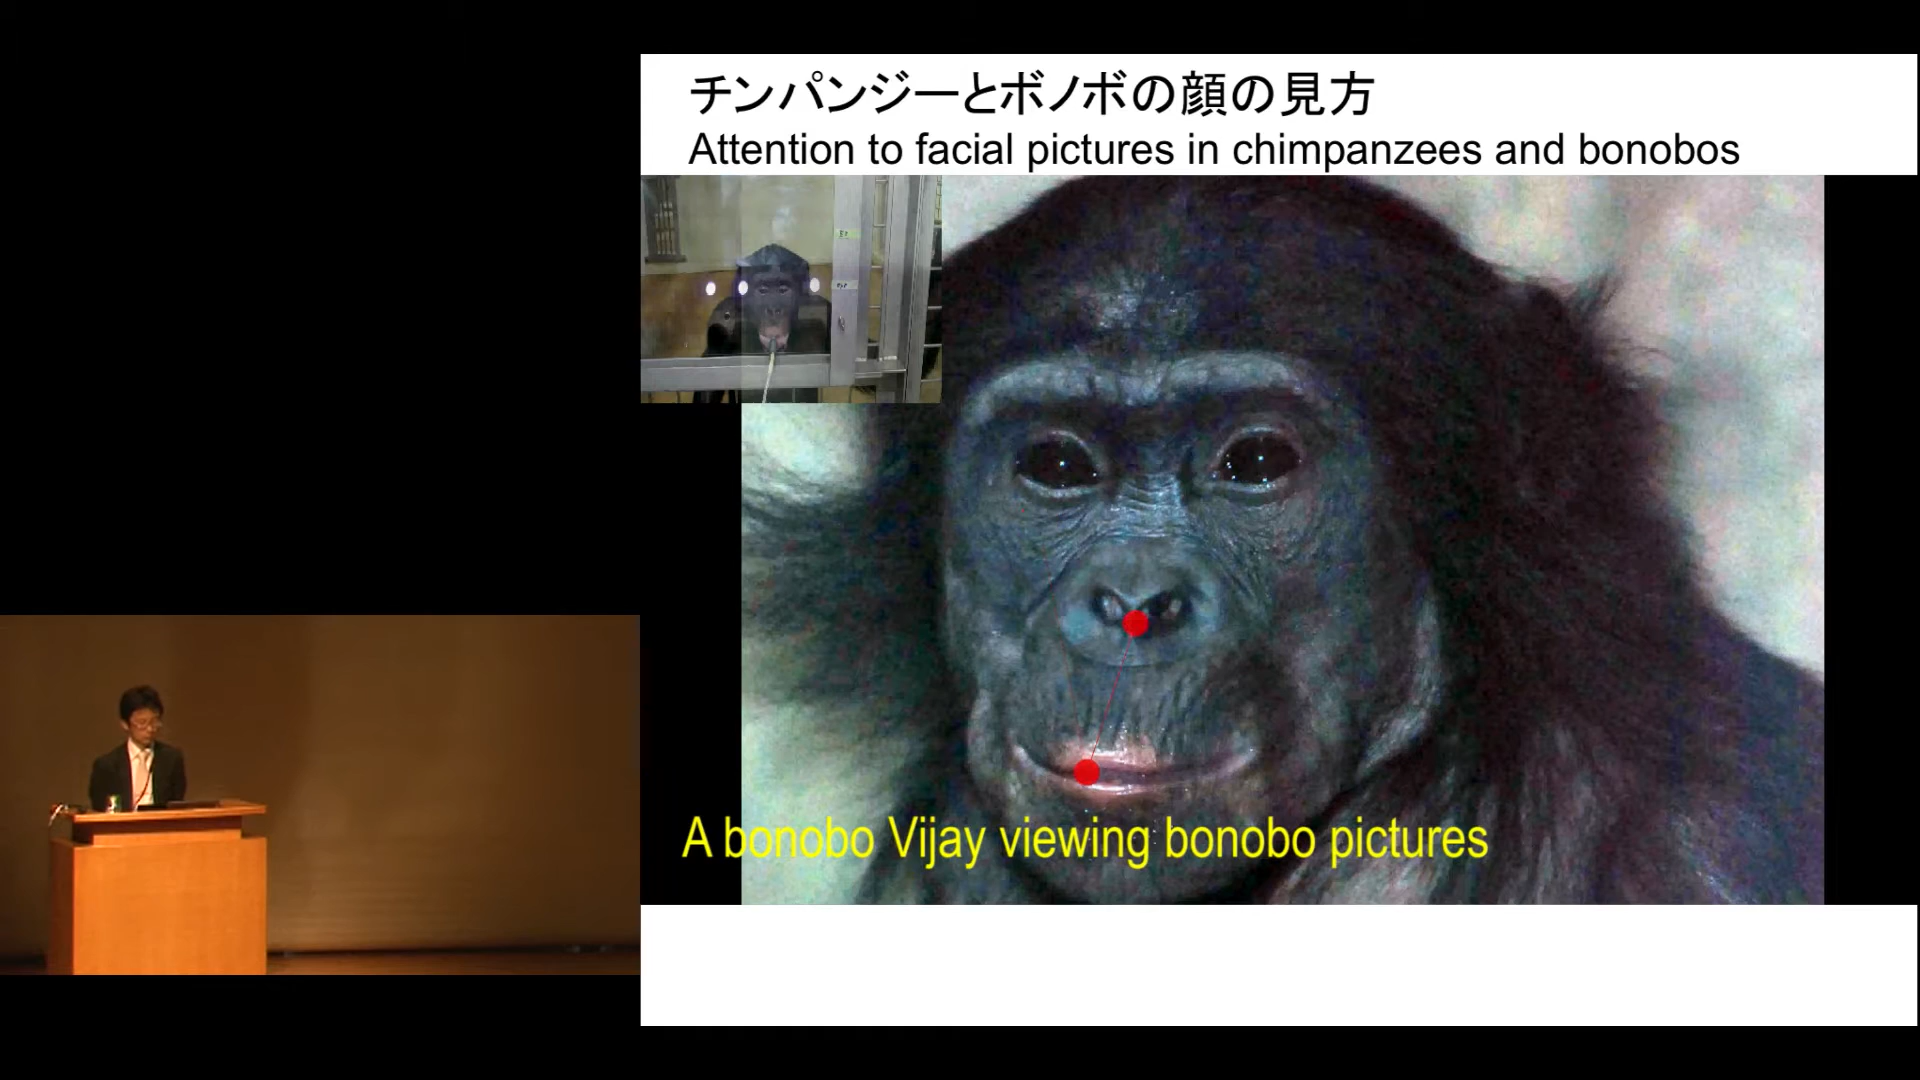 チンパンジーとボノボの顔の見方
Attention to facial pictures in chimpanzees and bonobos
A bonobo Vijay viewing bonobo pictures